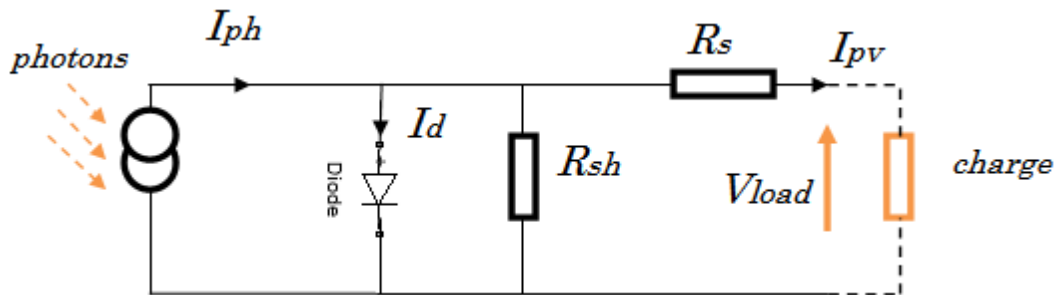 photons
Iph
Id
Diode
Rsh
Rs
Ipv
Vload
charge